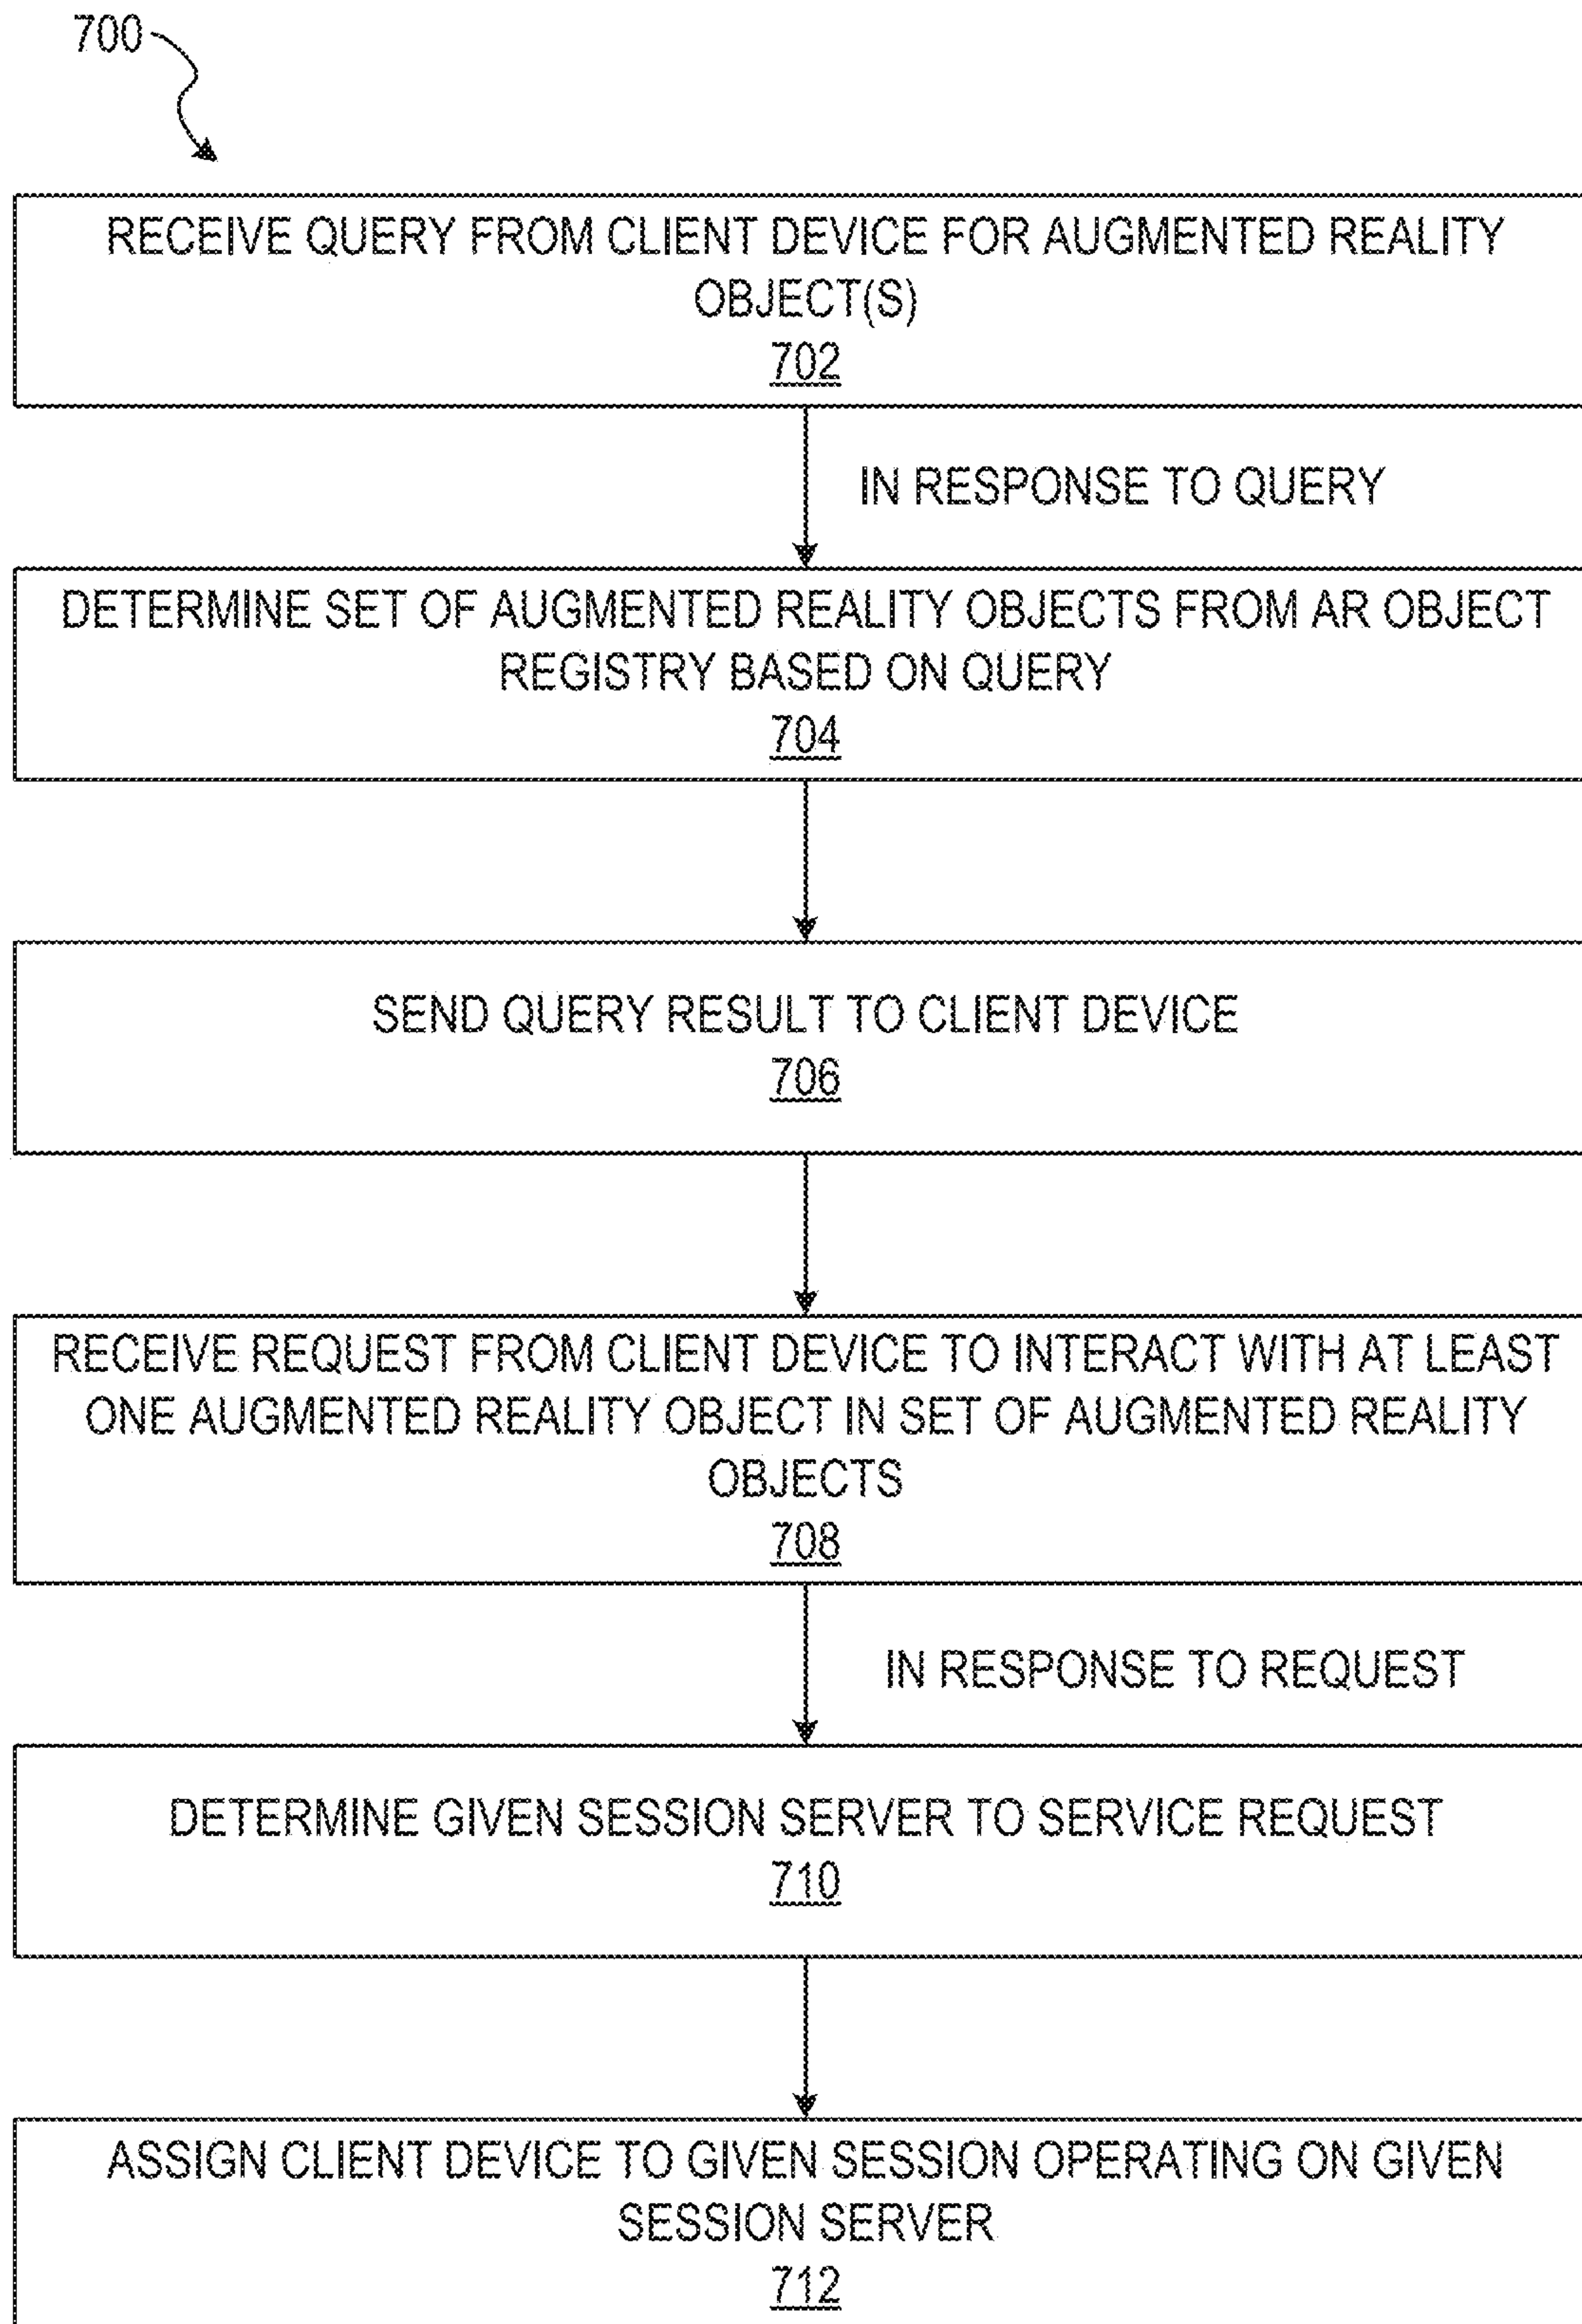 700
RECEIVE QUERY FROM CLIENT DEVICE FOR AUGMENTED REALITY
OBJECT(S)
702
IN RESPONSE TO QUERY
DETERMINE SET OF AUGMENTED REALITY OBJECTS FROM AR OBJECT
REGISTRY BASED ON QUERY
704
SEND QUERY RESULT TO CLIENT DEVICE
706
RECEIVE REQUEST FROM CLIENT DEVICE TO INTERACT WITH AT LEAST
ONE AUGMENTED REALITY OBJECT IN SET OF AUGMENTED REALITY
OBJECTS
708
IN RESPONSE TO REQUEST
DETERMINE GIVEN SESSION SERVER TO SERVICE REQUEST
710
ASSIGN CLIENT DEVICE TO GIVEN SESSION OPERATING ON GIVEN
SESSION SERVER
712